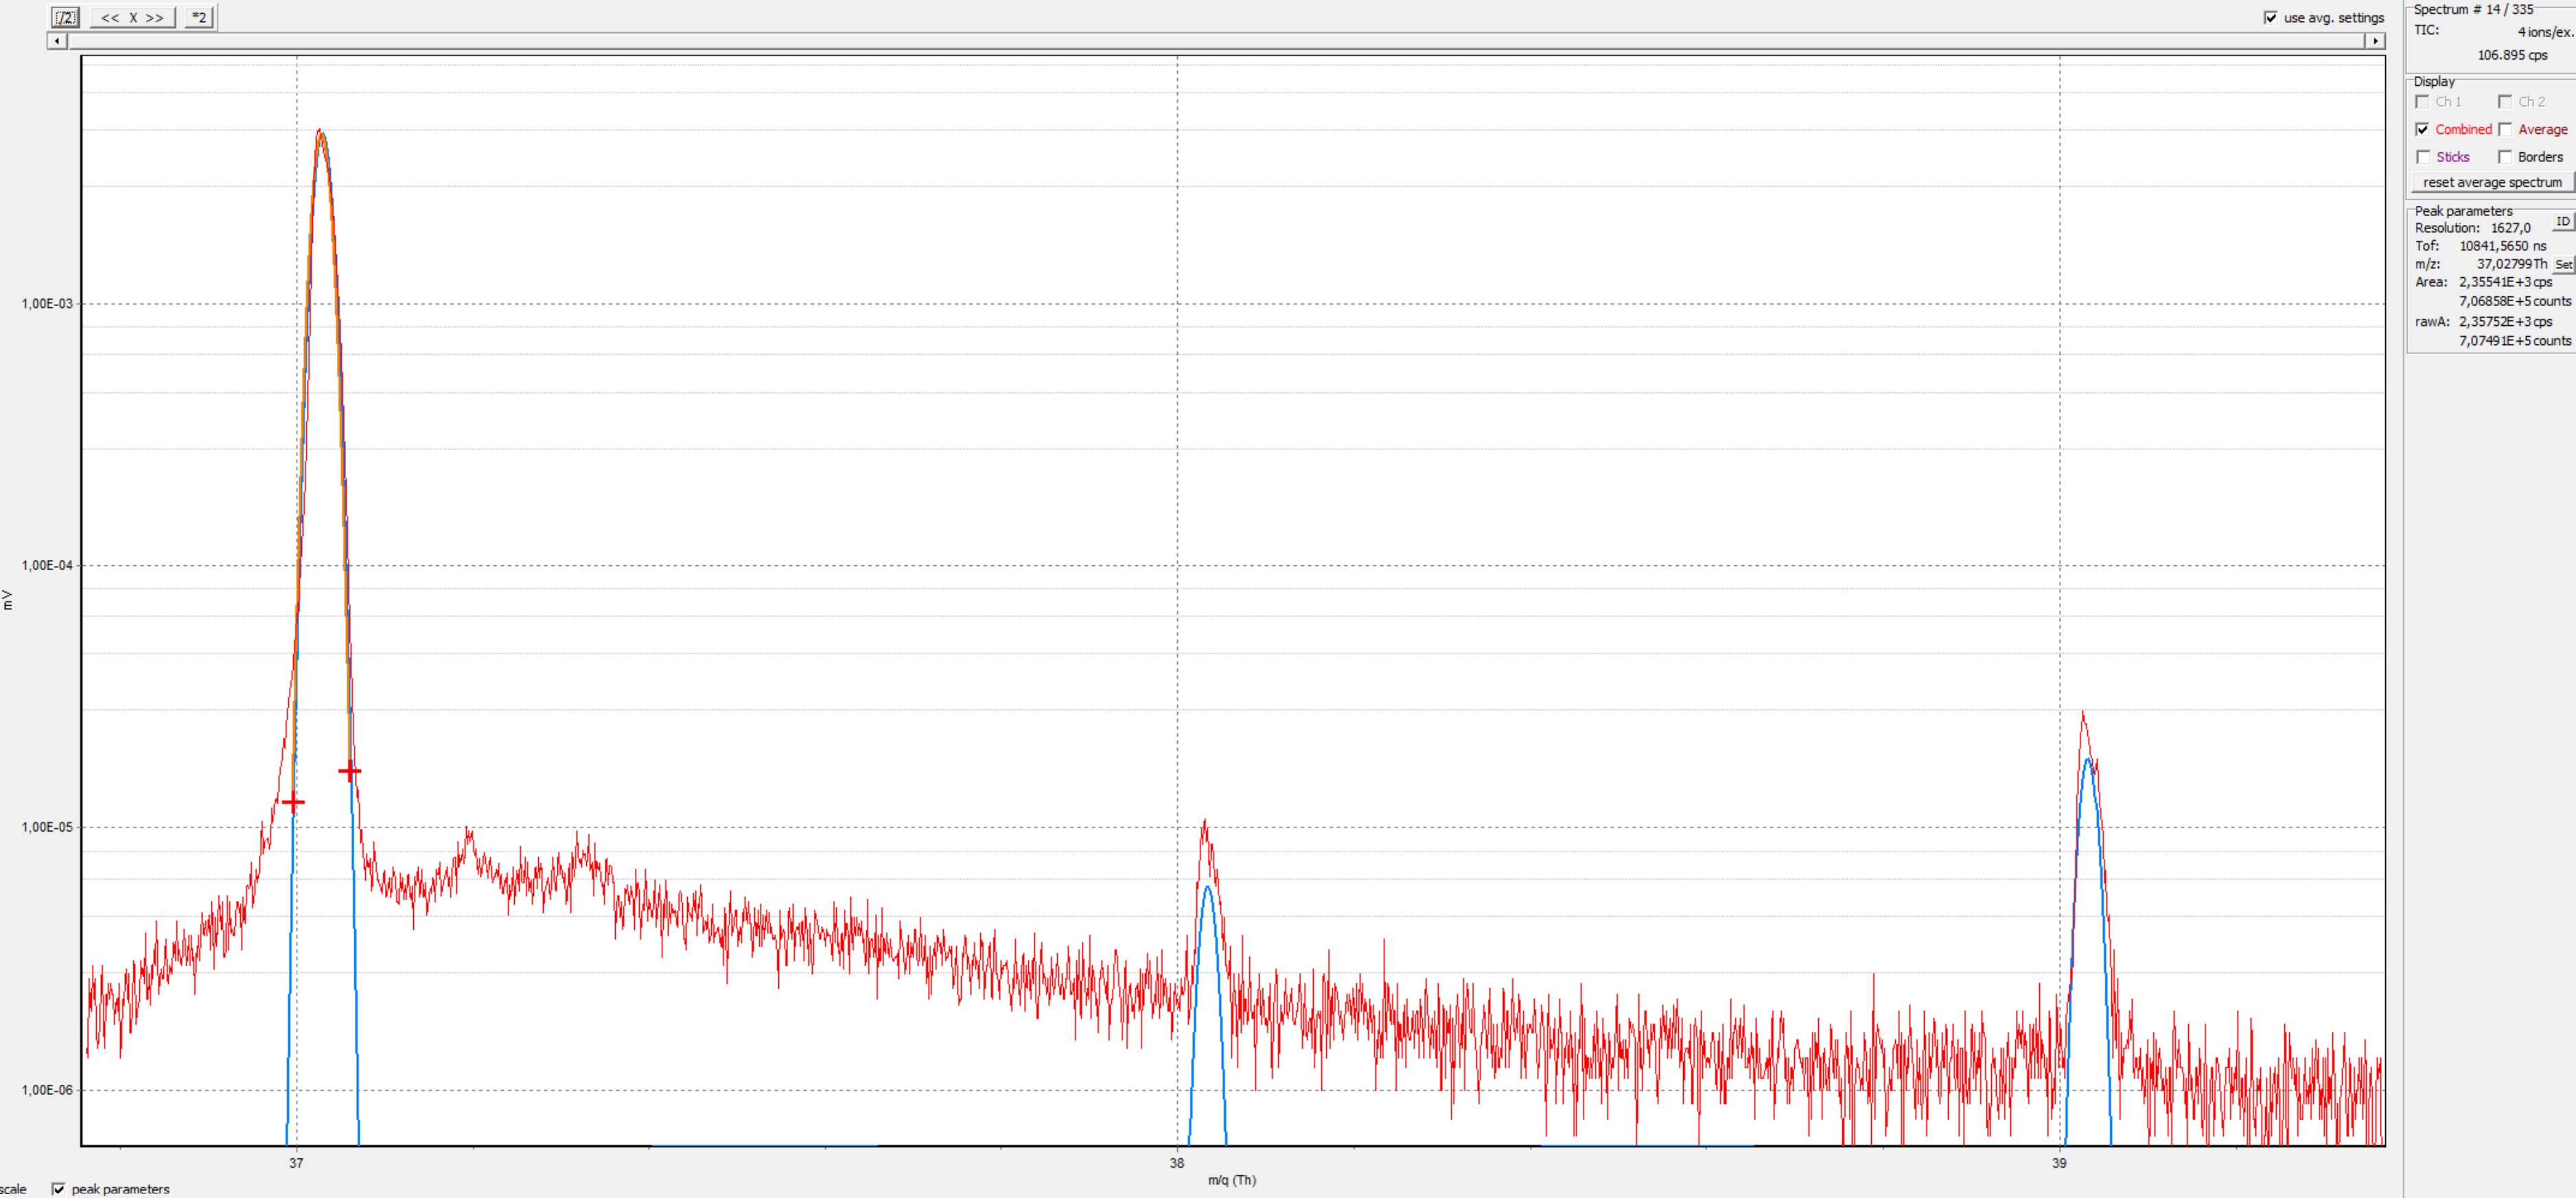 /2 << X >> *2
use avg. settings
Spectrum # 14 / 335
TIC: 4 ions/ex.
106.895 cps
Display
Ch 1 Ch 2
Combined Average
Sticks Borders
reset average spectrum
Peak parameters
ID
Resolution: 1627,0
Tof: 10841,5650 ns
m/z: 37,02799 Th Set
Area: 2,35541E+3 cps
7,06858E+5 counts
rawA: 2,35752E+3 cps
7,07491E+5 counts
1,00E-03
1,00E-04
mV
1,00E-05
1,00E-06
37 38 39
m/q (Th)
scale peak parameters